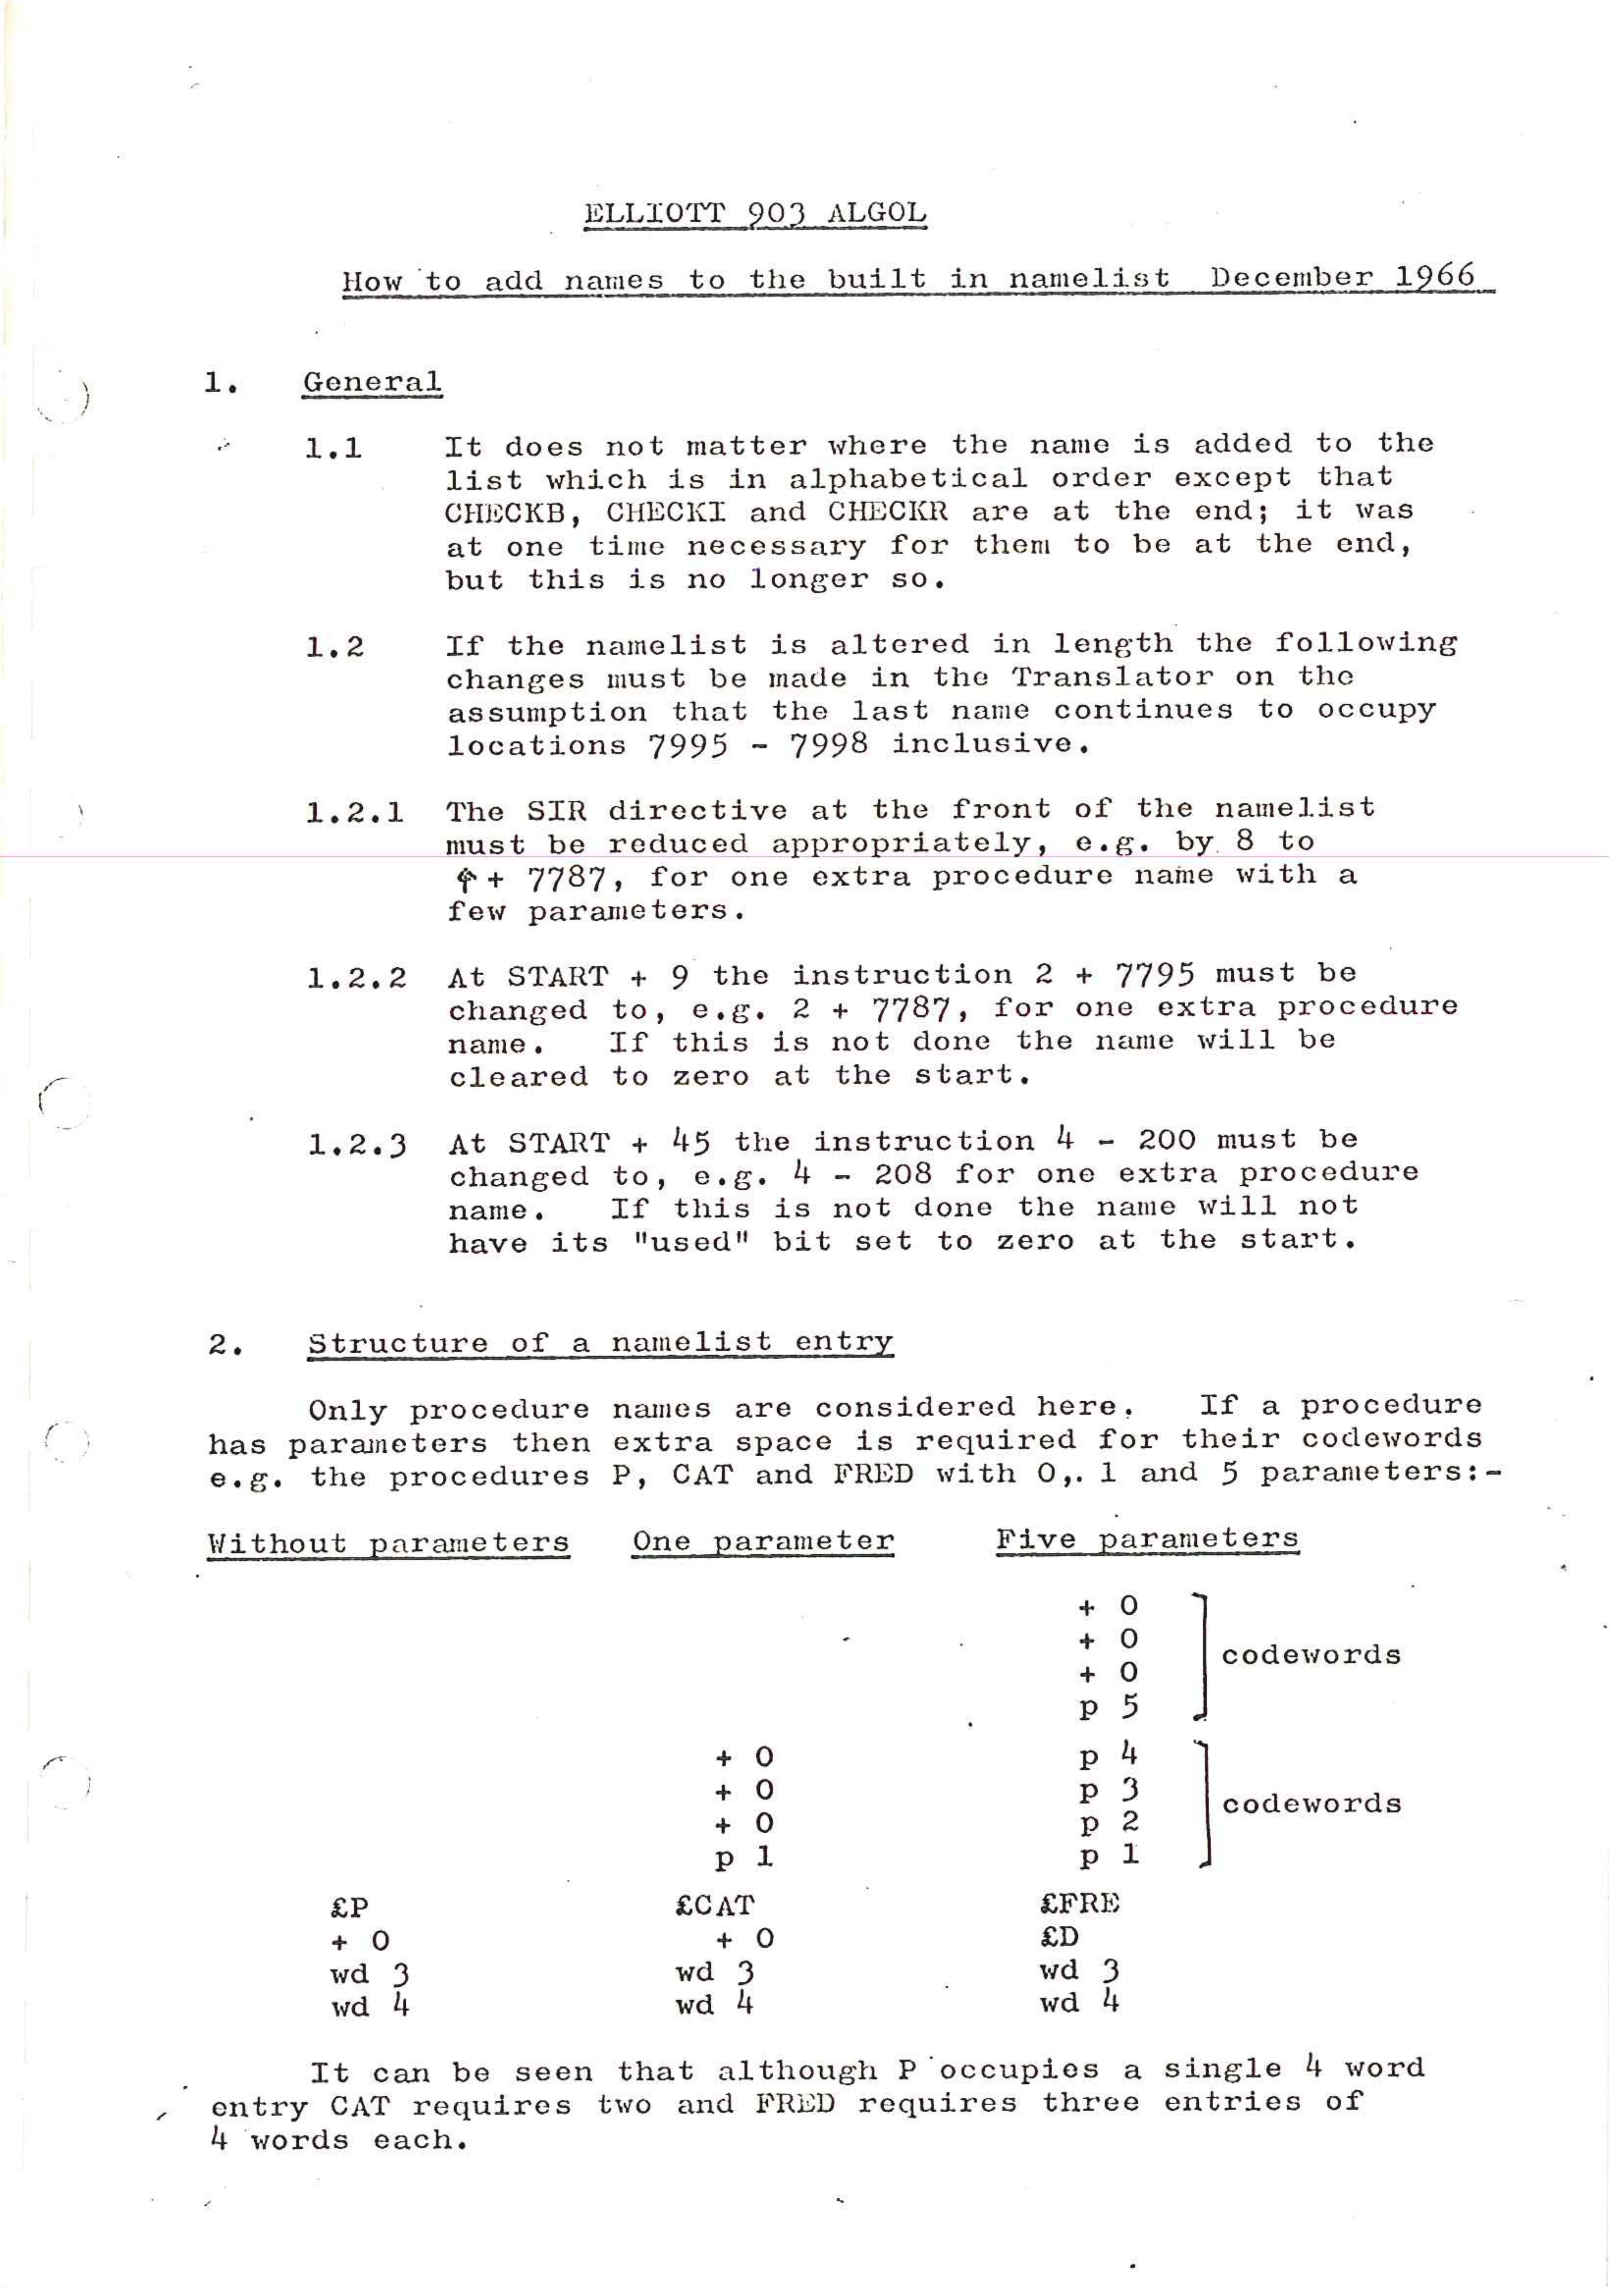 ELLIOTT 903 ALGOL
How to add names to the built in namelist December 1966
1. General
1.1 It does not matter where the name is added to the
list which is in alphabetical order except that
CHECKB, CHECKI and CHECKR are at the end; it was
at one time necessary for them to be at the end,
but this is no longer so.
1.2 If the namelist is altered in length the following
changes must be made in the Translator on the
assumption that the last name continues to occupy
locations 7995 - 7998 inclusive.
1.2.1 The SIR directive at the front of the namelist
must be reduced appropriately, e.g. by 8 to
↑+ 7787, for one extra procedure name with a
few parameters.
1.2.2 At START + 9 the instruction 2 + 7795 must be
changed to, e.g. 2 + 7787, for one extra procedure
name. If this is not done the name will be
cleared to zero at the start.
1.2.3 At START + 45 the instruction 4 - 200 must be
changed to, e.g. 4 - 208 for one extra procedure
name. If this is not done the name will not
have its "used" bit set to zero at the start.
2. Structure of a namelist entry
Only procedure names are considered here. If a procedure
has parameters then extra space is required for their codewords
e.g. the procedures P, CAT and FRED with 0,. 1 and 5 parameters:-
Without parameters One parameter Five parameters
+ 0
+ 0
codewords
+ 0
p 5
+ 0 p 4
+ 0 p 3
codewords
+ 0 p 2
p 1 p 1
£P £CAT £FRE
+ 0 + 0 £D
wd 3 wd 3 wd 3
wd 4 wd 4 wd 4
It can be seen that although P occupies a single 4 word
entry CAT requires two and FRED requires three entries of
4 words each.